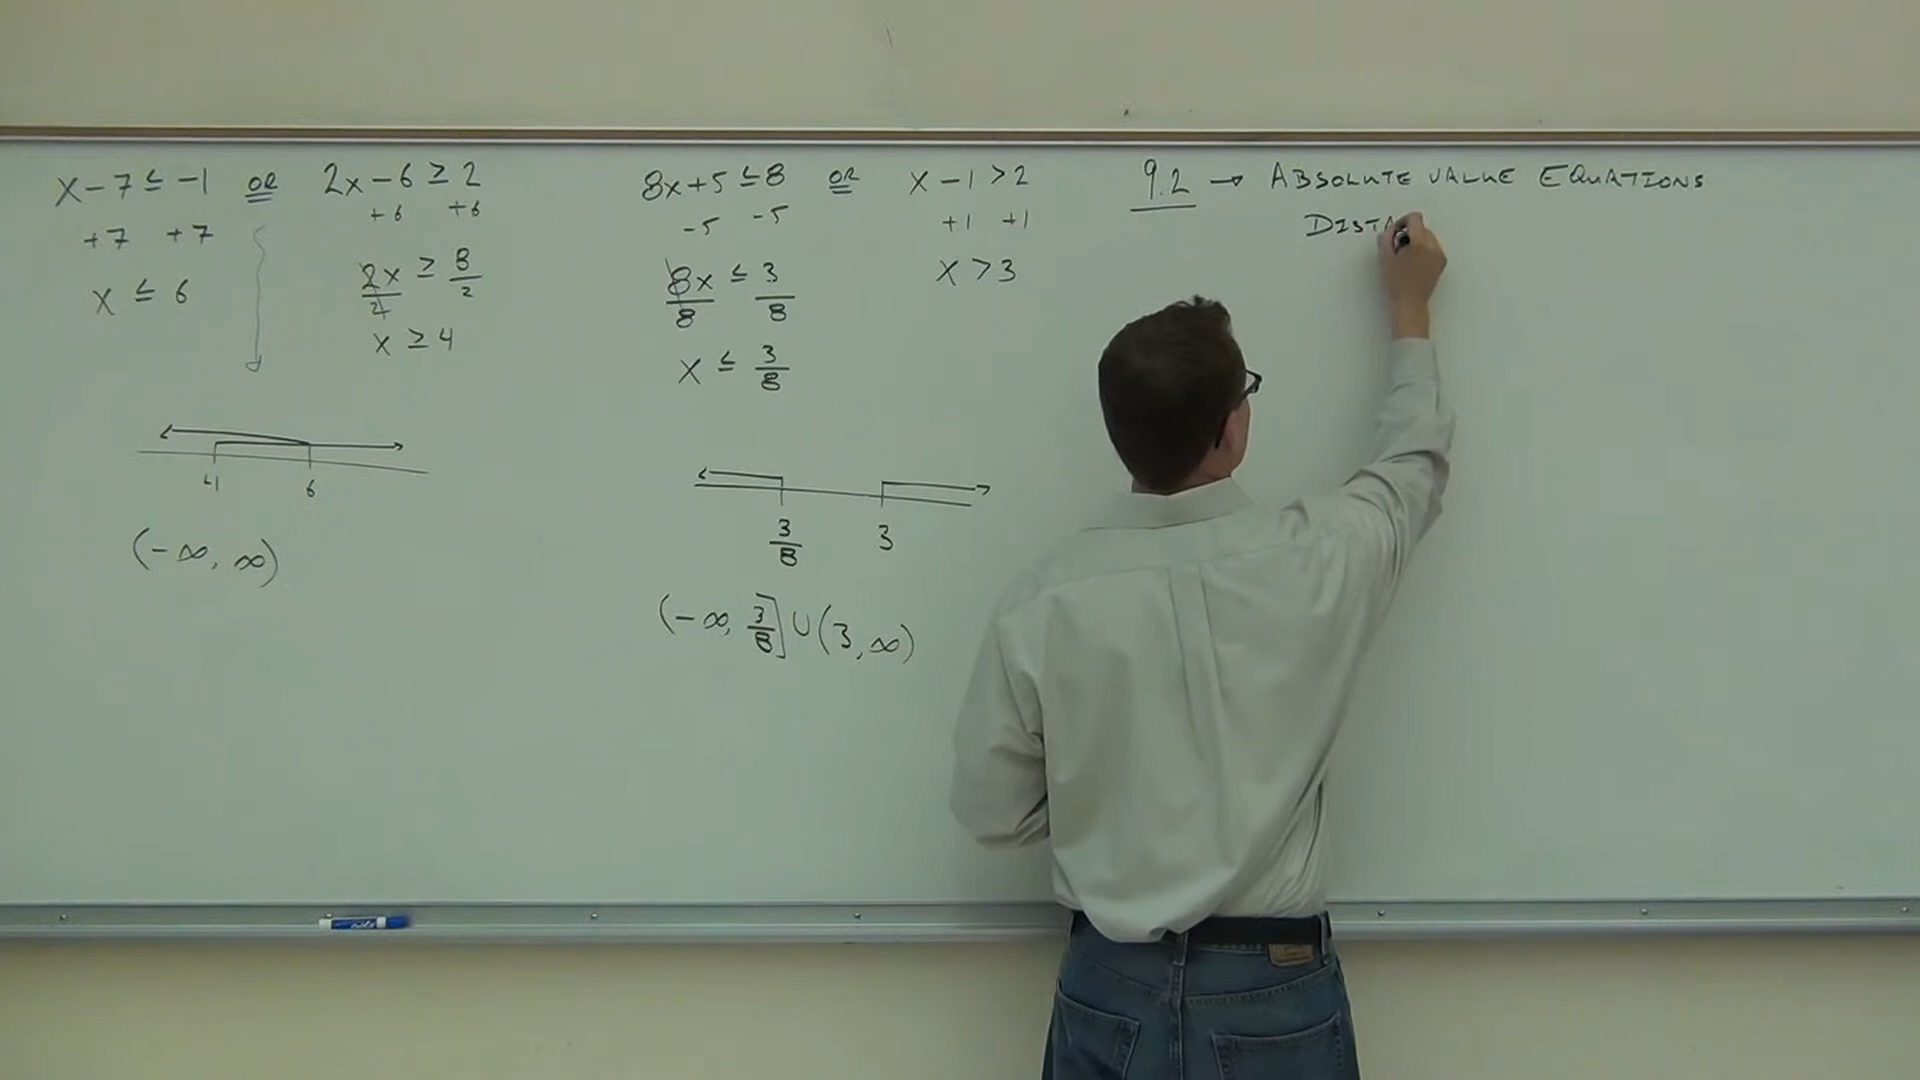 x-7≤-1 OR 2x-6≥2
+7 +7 +6 +6
x≤6 2x/2 ≥ 8/2
x≥4
4 6
(-∞, ∞)
8x+5≤8 OR x-1>2
-5 -5 +1 +1
8x/8 ≤ 3/8 x>3
x ≤ 3/8
3/8 3
(-∞, 3/8]∪(3,∞)
9.2 → ABSOLUTE VALUE EQUATIONS
DISTA